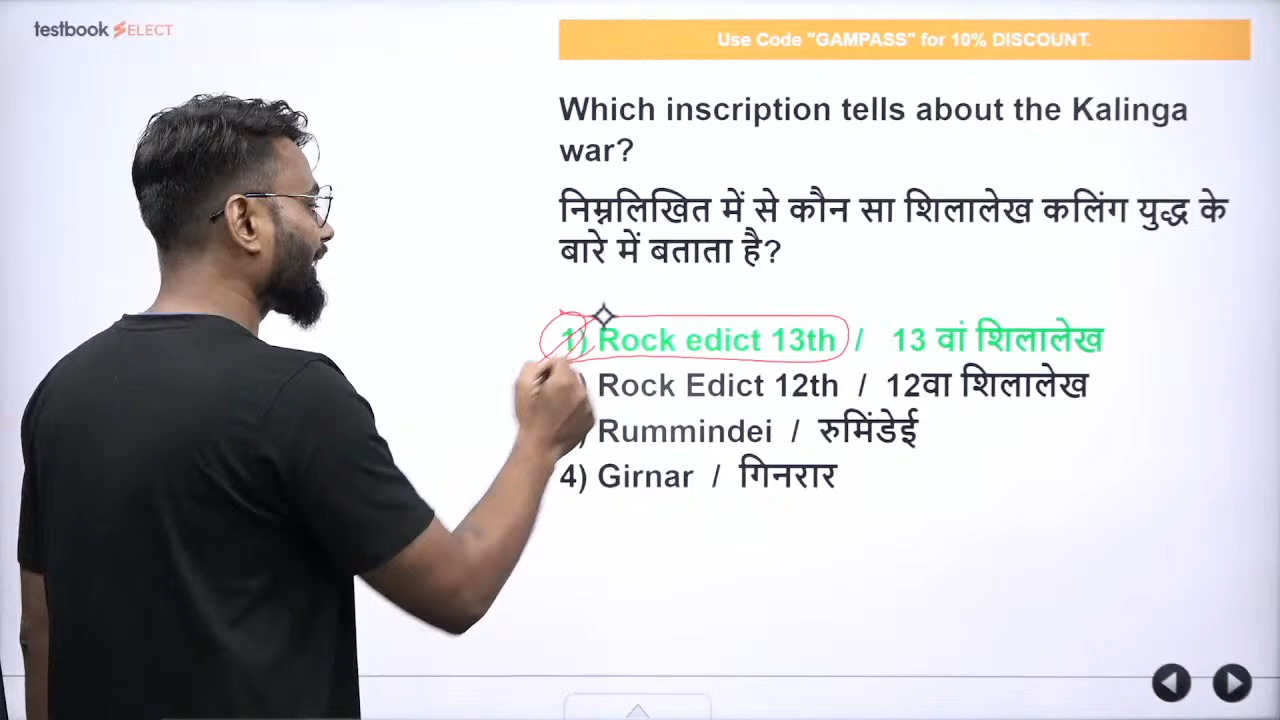 testbook SELECT
Use Code "GAMPASS" for 10% DISCOUNT.
Which inscription tells about the Kalinga
war?
निम्नलिखित में से कौन सा शिलालेख कलिंग युद्ध के
बारे में बताता है?
1) Rock edict 13th / 13 वां शिलालेख
) Rock Edict 12th / 12वा शिलालेख
) Rummindei / रुमिंडेई
4) Girnar / गिनरार